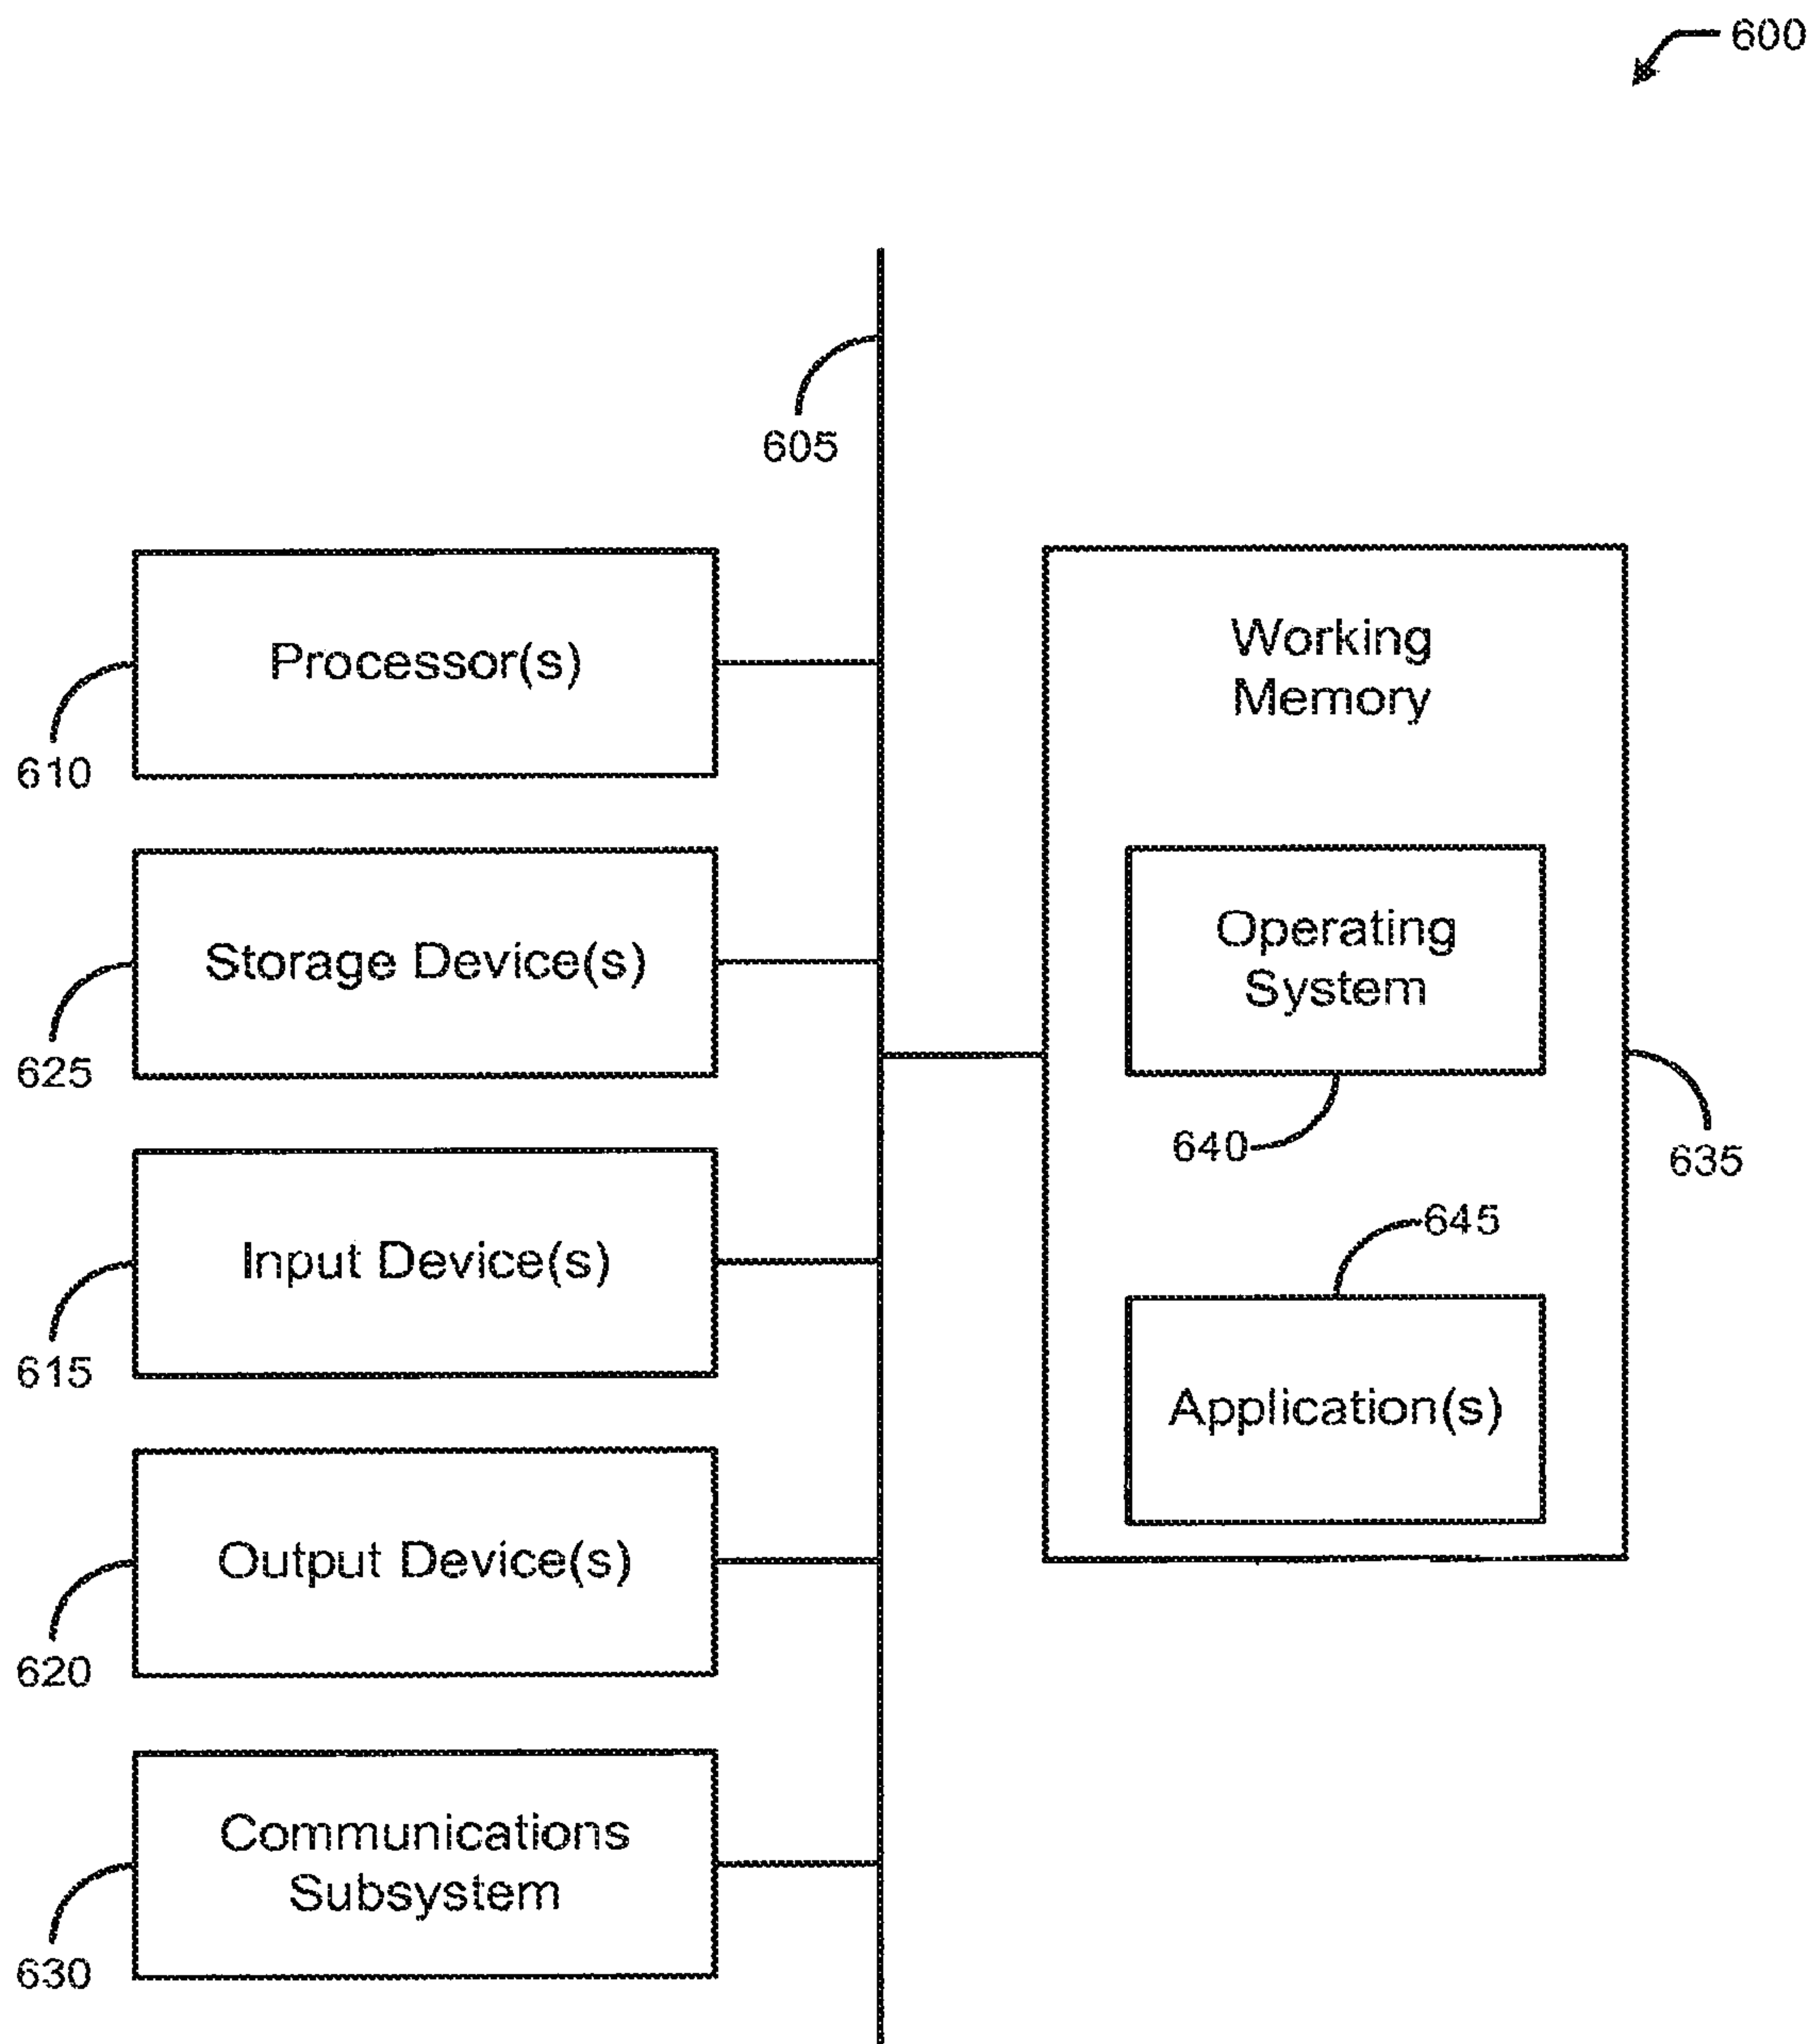 600
605
Processor(s)
610
Storage Device(s)
625
Input Device(s)
615
Output Device(s)
620
Communications
Subsystem
630
Working
Memory
Operating
System
640
635
645
Application(s)